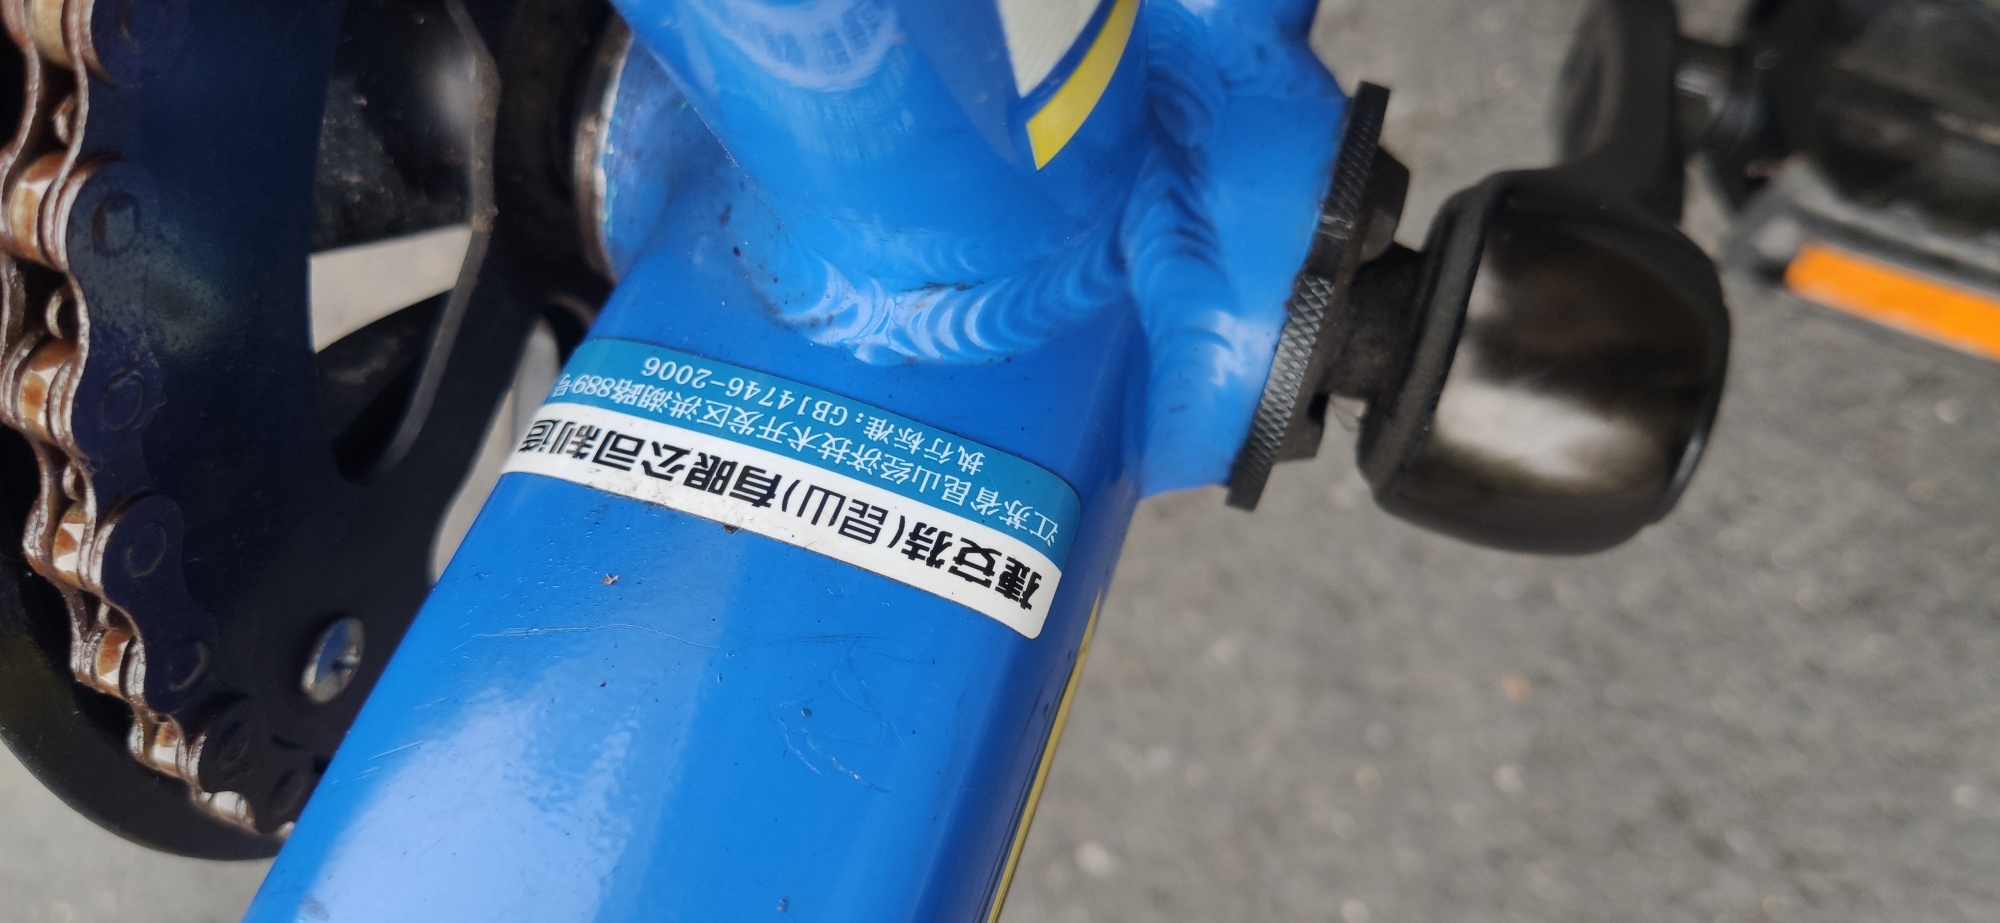 捷安特(昆山)有限公司制造
江苏省昆山经济技术开发区洪湖路889号
执行标准:GB14746-2006